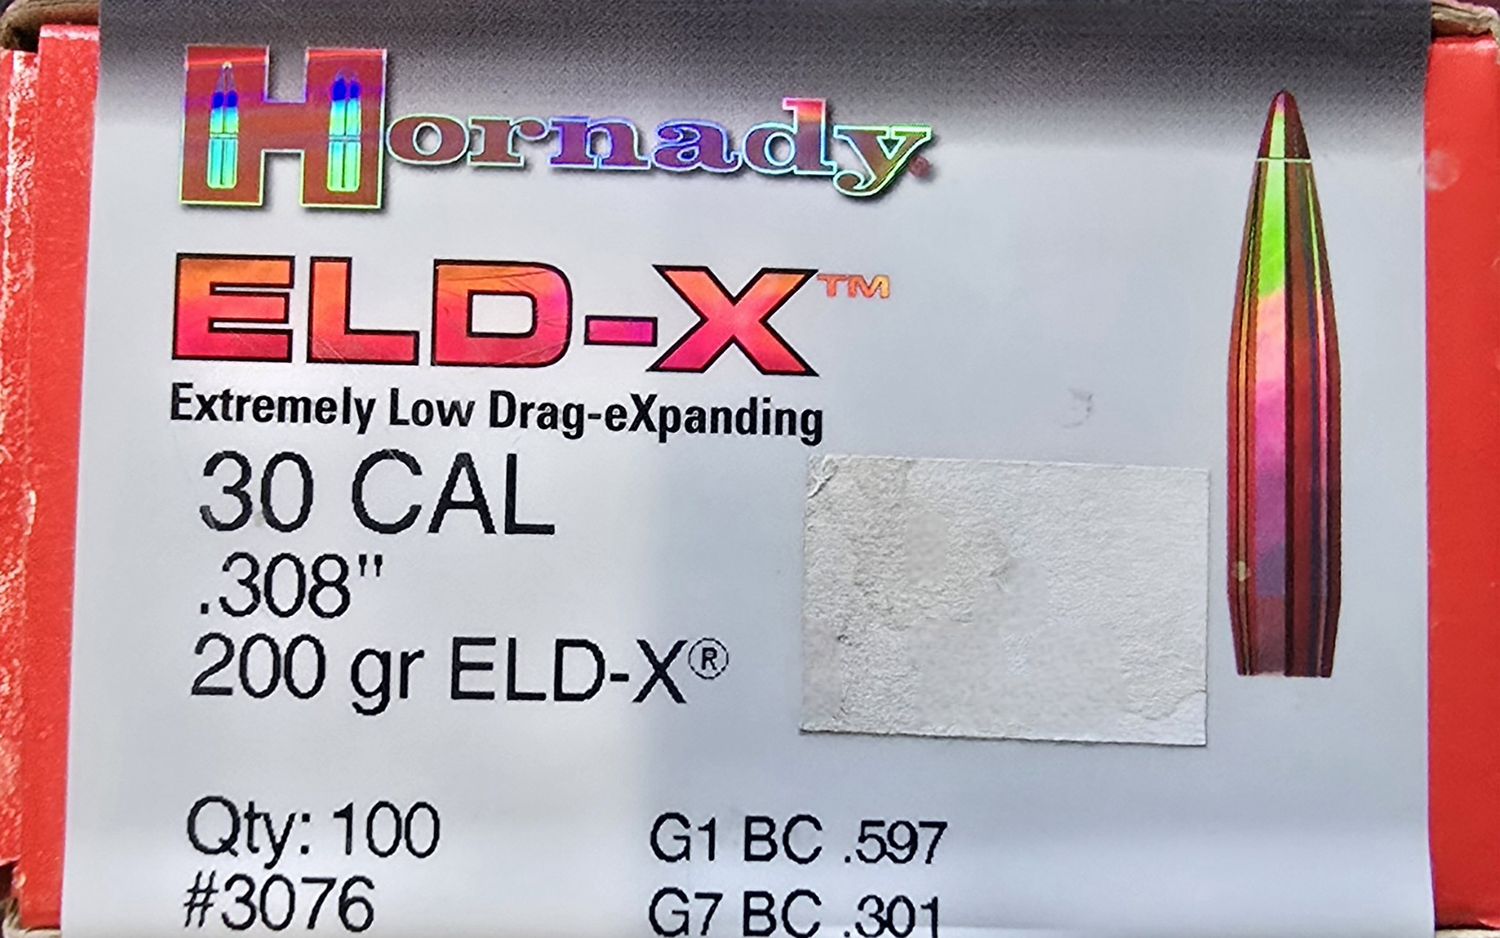 Hornady®
ELD-X™
Extremely Low Drag-eXpanding
30 CAL
.308"
200 gr ELD-X®
Qty: 100
#3076
G1 BC .597
G7 BC .301